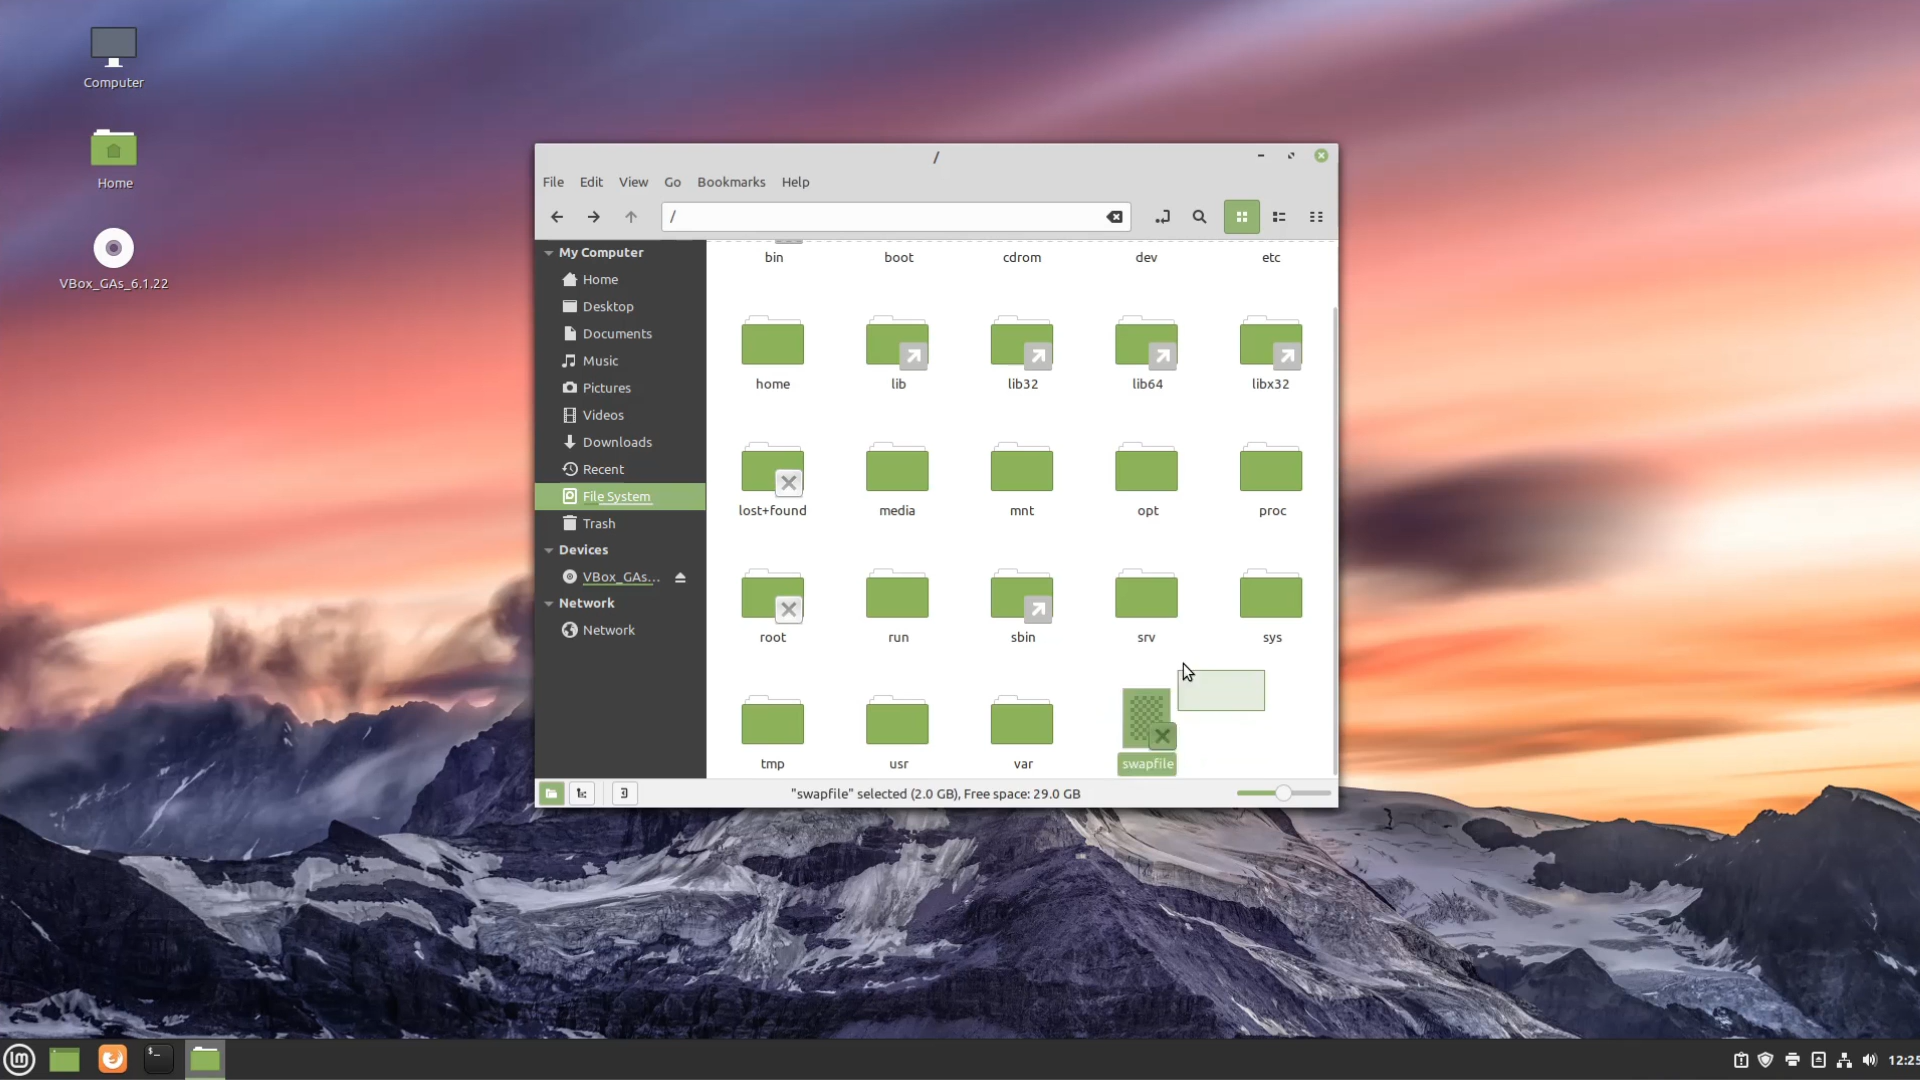 Computer
Home
VBox_GAs_6.1.22
/
File Edit View Go Bookmarks Help
/
My Computer
Home
Desktop
Documents
Music
Pictures
Videos
Downloads
Recent
File System
Trash
Devices
VBox_GAs...
Network
Network
bin boot cdrom dev etc
home lib lib32 lib64 libx32
lost+found media mnt opt proc
root run sbin srv sys
tmp usr var swapfile
"swapfile" selected (2.0 GB), Free space: 29.0 GB
lm
$_
12:25